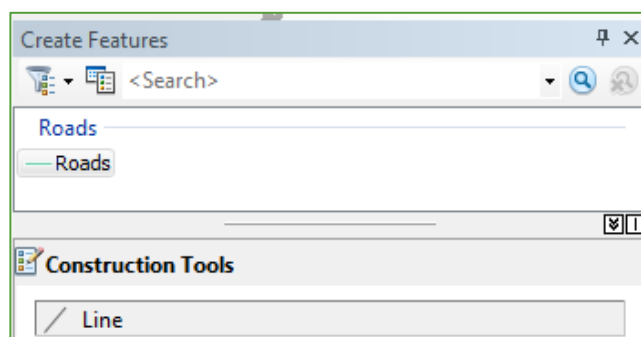 Create Features
<Search>
Roads
Roads
Construction Tools
Line